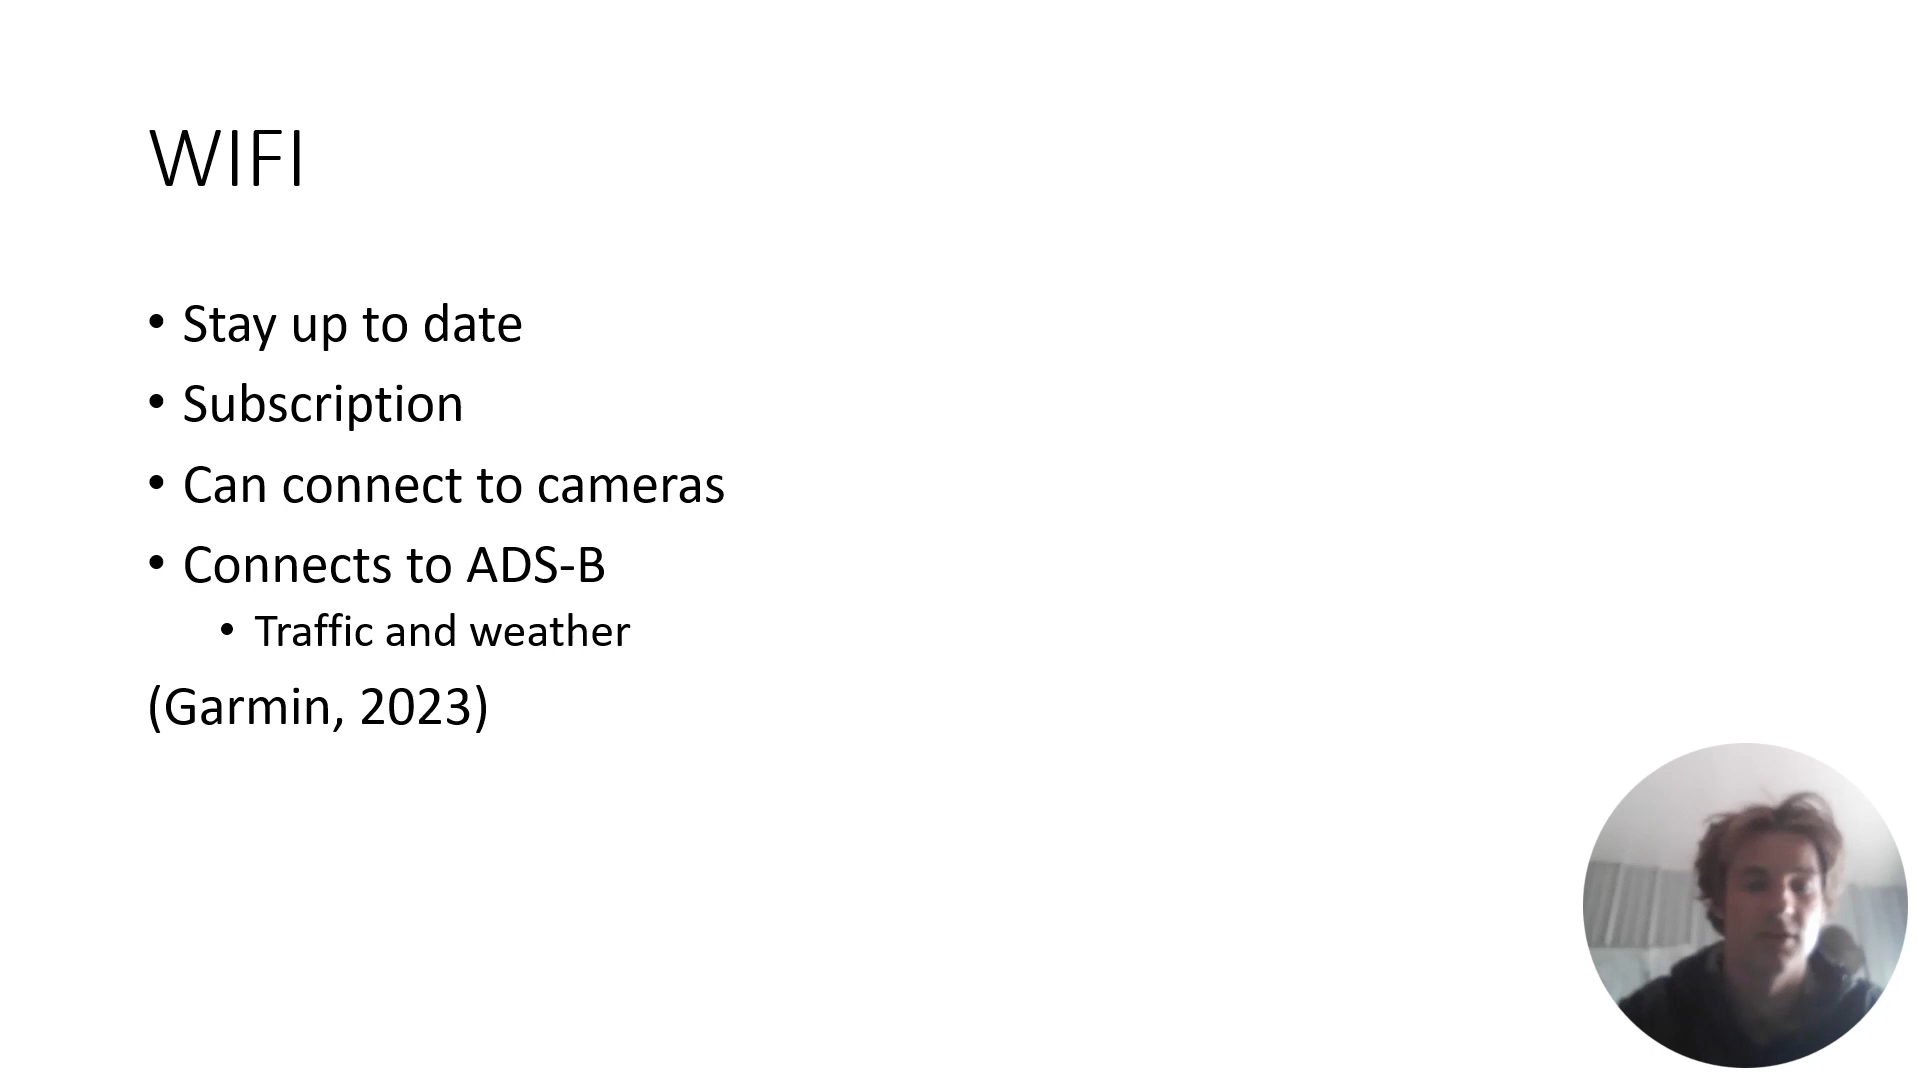 WIFI
• Stay up to date
• Subscription
• Can connect to cameras
• Connects to ADS-B
• Traffic and weather
(Garmin, 2023)